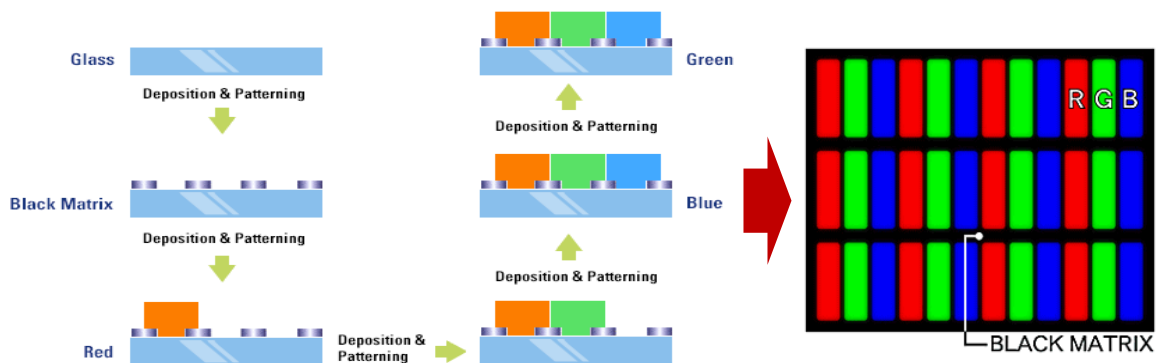 Glass
Deposition & Patterning
Black Matrix
Deposition & Patterning
Red
Deposition &
Patterning
Deposition & Patterning
Blue
Deposition & Patterning
Green
R G B
BLACK MATRIX